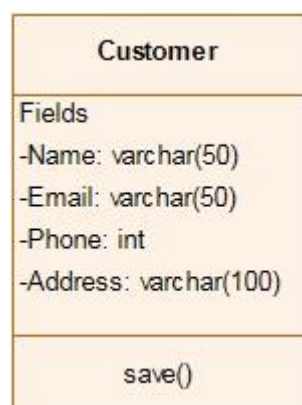 Customer
Fields
-Name: varchar(50)
-Email: varchar(50)
-Phone: int
-Address: varchar(100)
save()